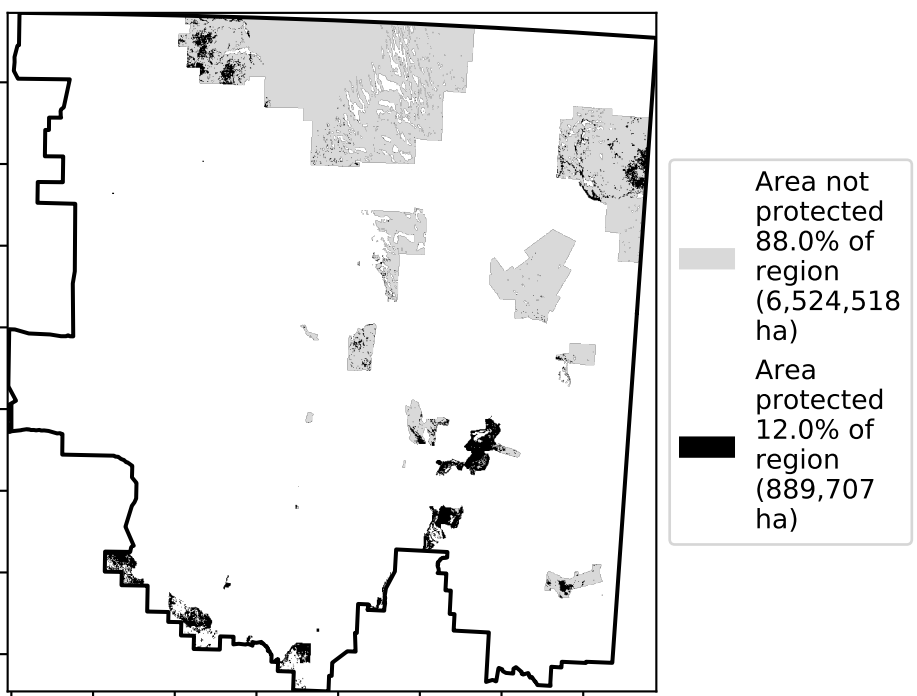 Area not
protected
88.0% of
region
(6,524,518
ha)
Area
protected
12.0% of
region
(889,707
ha)